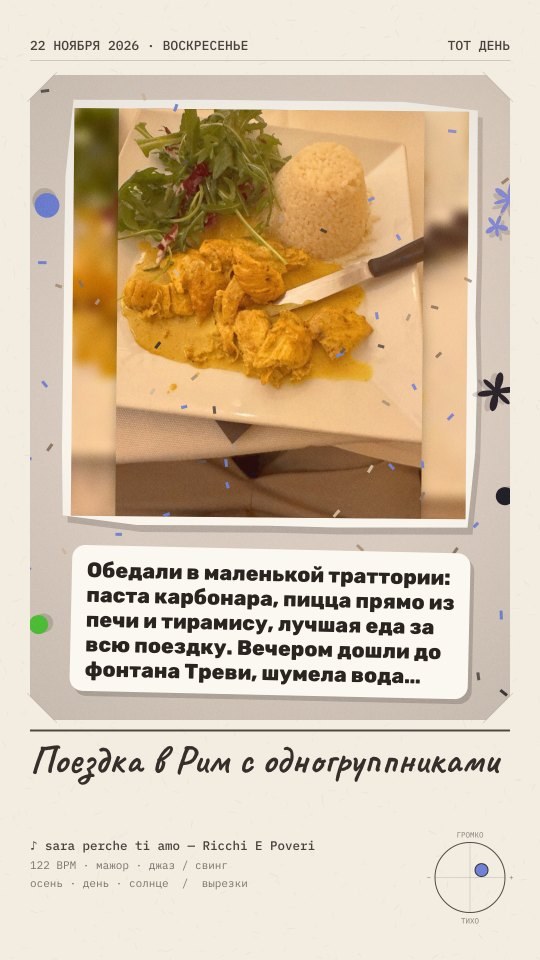 22 НОЯБРЯ 2026 · ВОСКРЕСЕНЬЕ
ТОТ ДЕНЬ
Обедали в маленькой траттории:
паста карбонара, пицца прямо из
печи и тирамису, лучшая еда за
всю поездку. Вечером дошли до
фонтана Треви, шумела вода...
Поездка в Рим с одногруппниками
♪ sara perche ti amo — Ricchi E Poveri
122 BPM · мажор · джаз / свинг
осень · день · солнце / вырезки
ГРОМКО
- +
ТИХО